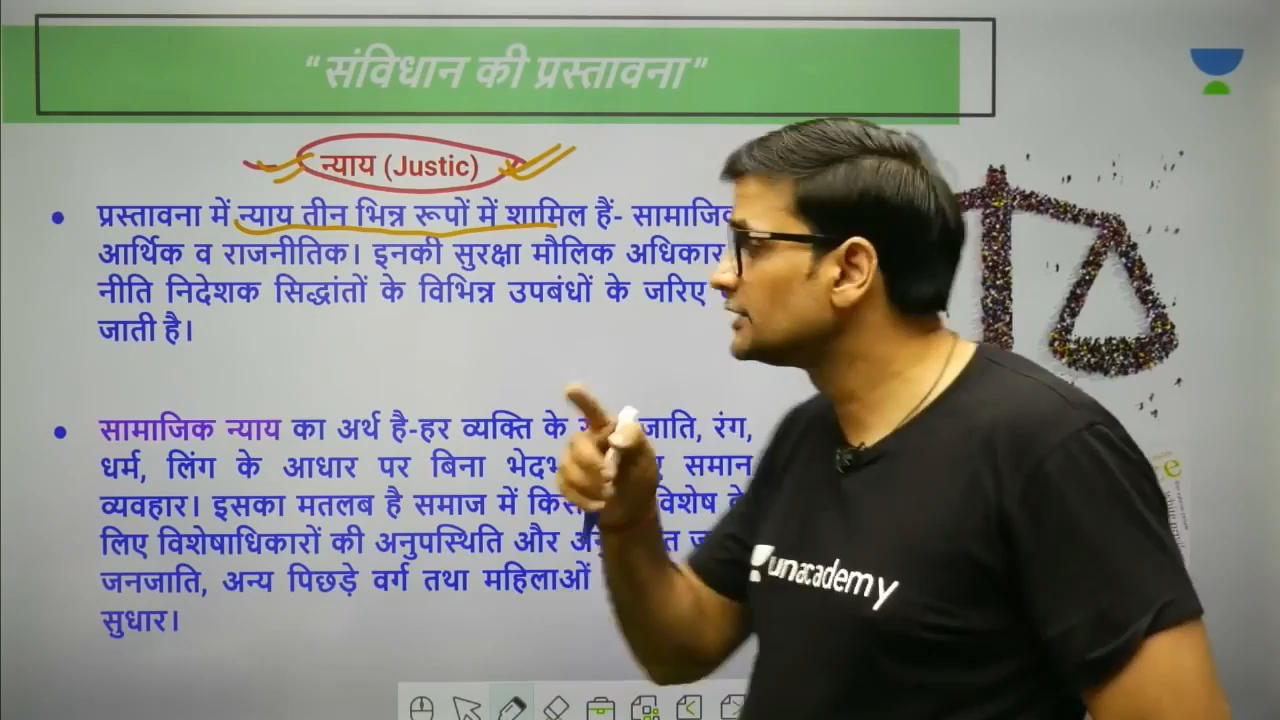 “संविधान की प्रस्तावना”
न्याय (Justic)
प्रस्तावना में न्याय तीन भिन्न रूपों में शामिल हैं-
आर्थिक व राजनीतिक। इनकी सुरक्षा मौलिक अधिकार
नीति निदेशक सिद्धांतों के विभिन्न उपबंधों के जरिए
जाती है।
सामाजिक न्याय का अर्थ है-हर व्यक्ति के जाति, रंग,
धर्म, लिंग के आधार पर बिना समान
व्यवहार। इसका मतलब है समाज में विशेष
लिए विशेषाधिकारों की अनुपस्थिति और
जनजाति, अन्य पिछड़े वर्ग तथा महिलाओं
सुधार।
unacademy